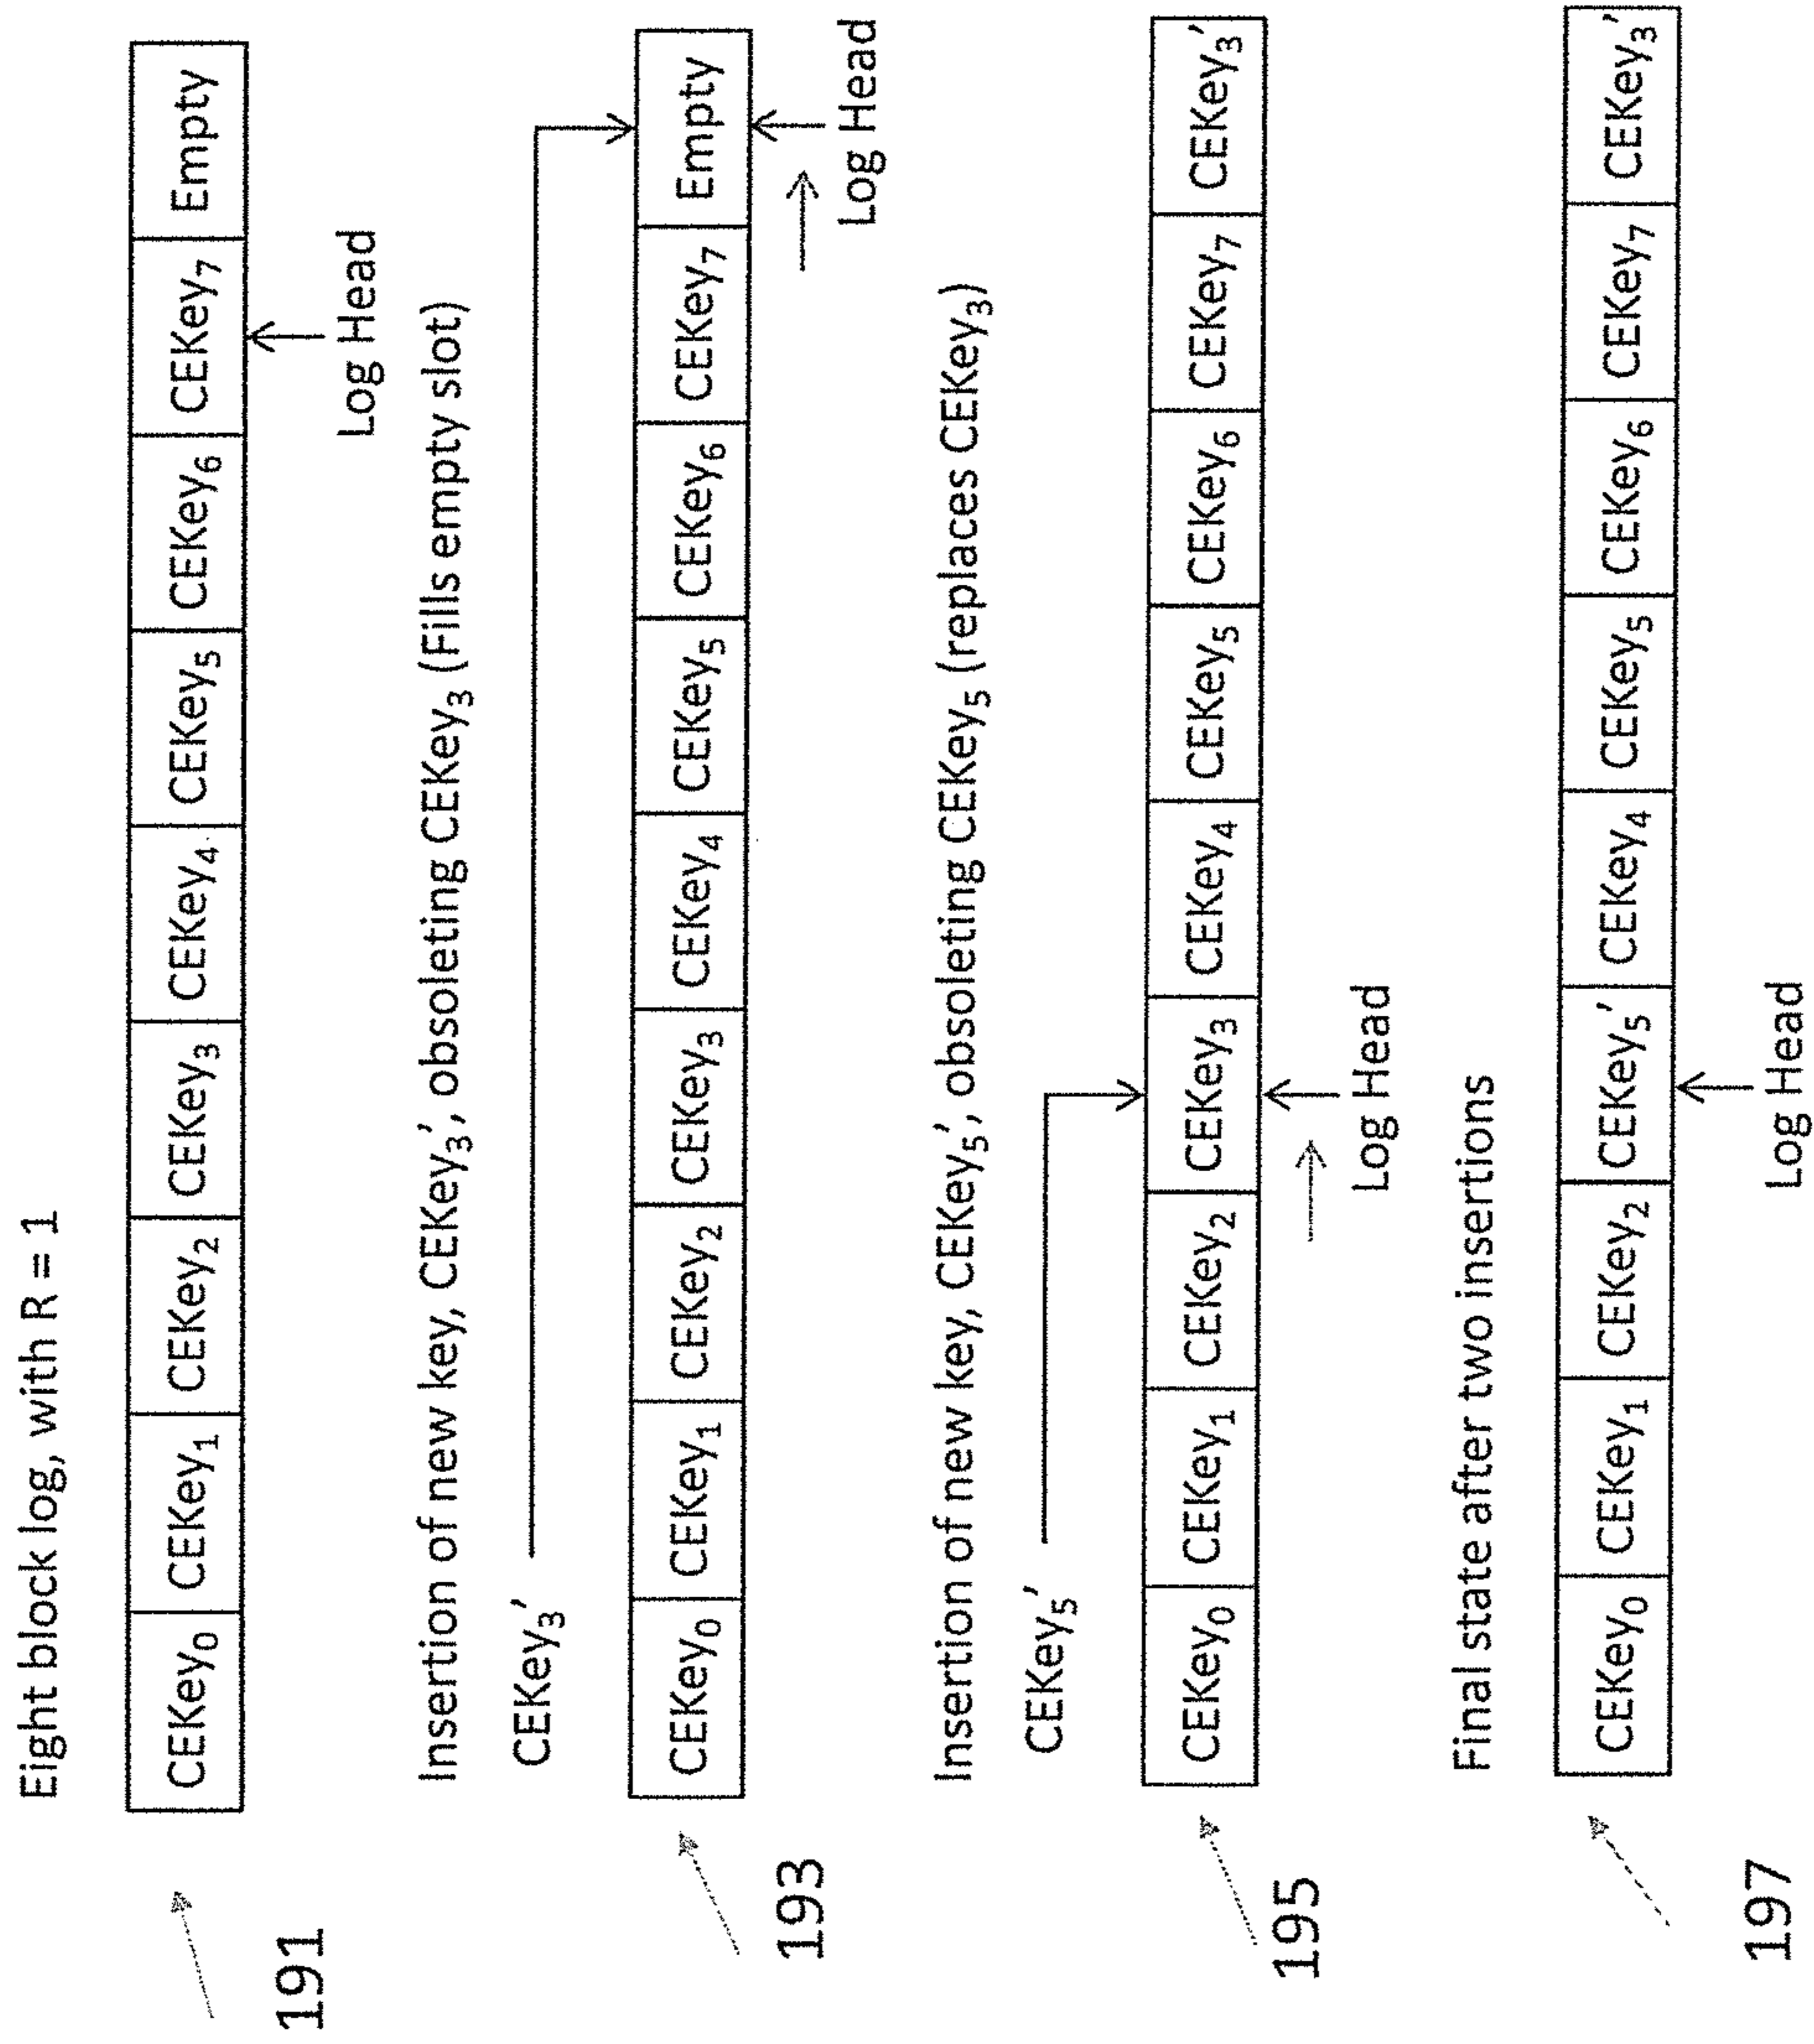 Eight block log, with R = 1
CEKey0 CEKey1 CEKey2 CEKey3 CEKey4 CEKey5 CEKey6 CEKey7 Empty
Log Head
191
Insertion of new key, CEKey3′, obsoleting CEKey3 (Fills empty slot)
CEKey3′
CEKey0 CEKey1 CEKey2 CEKey3 CEKey4 CEKey5 CEKey6 CEKey7 Empty
Log Head
193
Insertion of new key, CEKey5′, obsoleting CEKey5 (replaces CEKey3)
CEKey5′
CEKey0 CEKey1 CEKey2 CEKey3 CEKey4 CEKey5 CEKey6 CEKey7 CEKey3′
Log Head
195
Final state after two insertions
CEKey0 CEKey1 CEKey2 CEKey5′ CEKey4 CEKey5 CEKey6 CEKey7 CEKey3′
Log Head
197